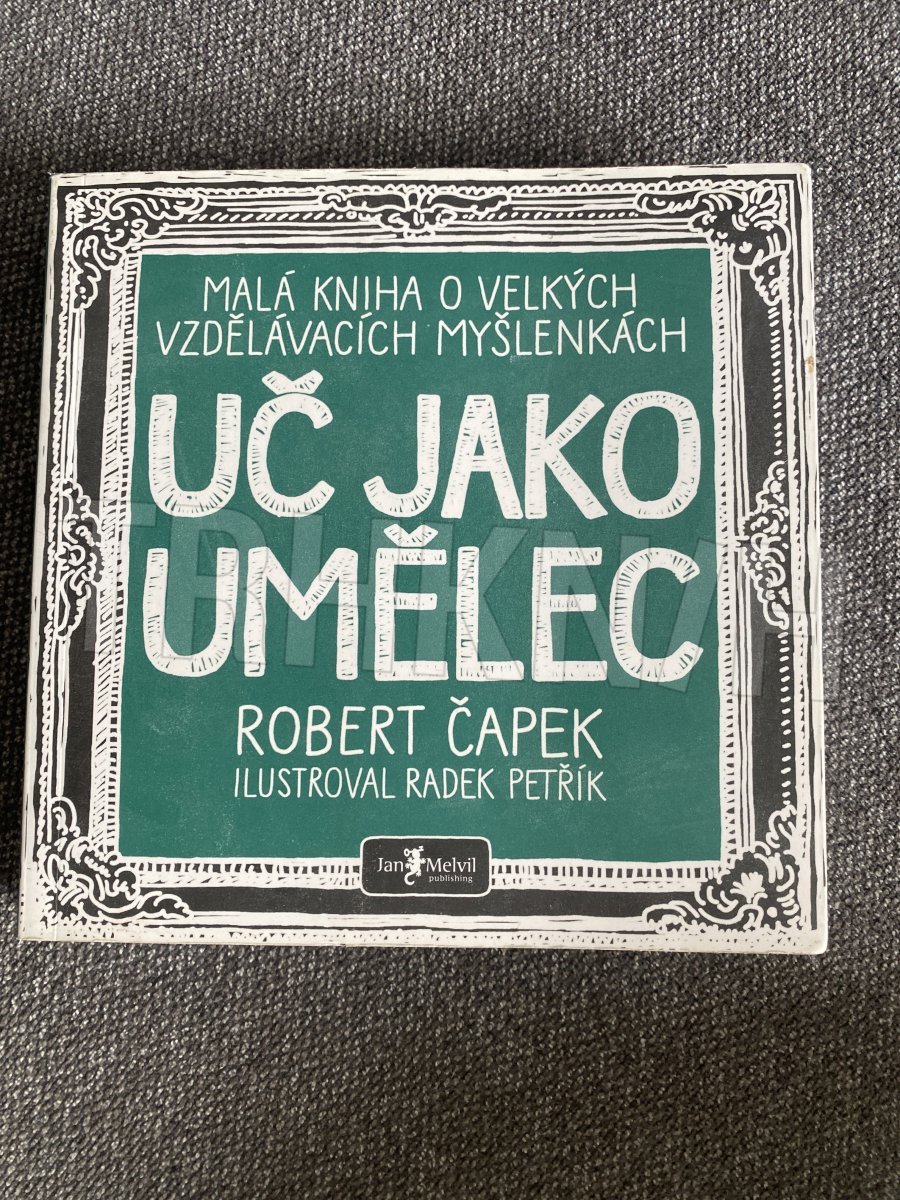 MALÁ KNIHA O VELKÝCH
VZDĚLÁVACÍCH MYŠLENKÁCH
UČ JAKO
UMĚLEC
ROBERT ČAPEK
ILUSTROVAL RADEK PETŘÍK
Jan Melvil
publishing